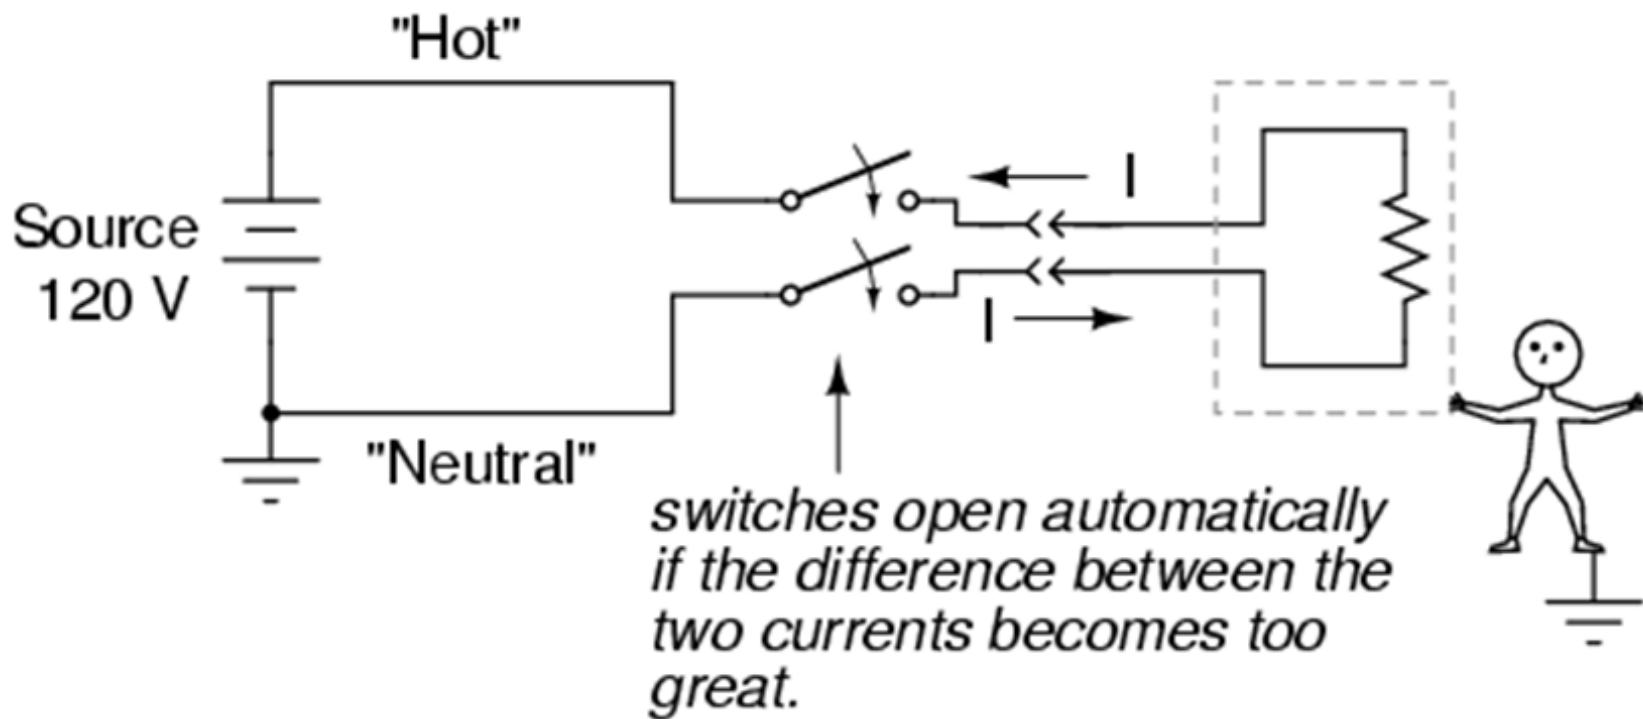 "Hot"
Source
120 V
I
I
"Neutral"
switches open automatically
if the difference between the
two currents becomes too
great.